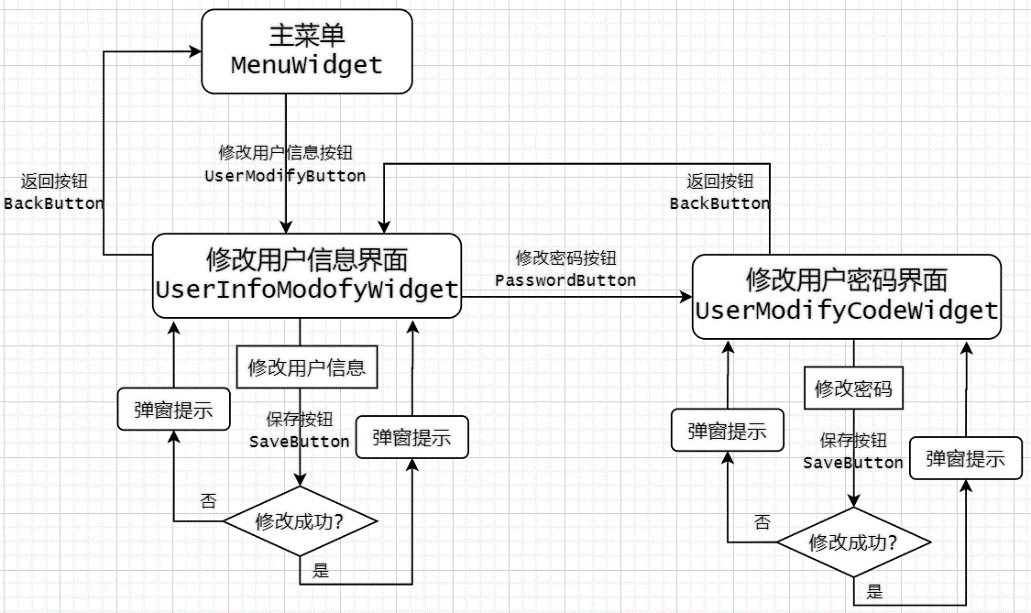 主菜单
MenuWidget
修改用户信息按钮
UserModifyButton
返回按钮
BackButton
返回按钮
BackButton
修改用户信息界面
UserInfoModofyWidget
修改密码按钮
PasswordButton
修改用户密码界面
UserModifyCodeWidget
修改用户信息
弹窗提示
保存按钮
SaveButton
弹窗提示
否
修改成功?
是
修改密码
弹窗提示
保存按钮
SaveButton
弹窗提示
否
修改成功?
是